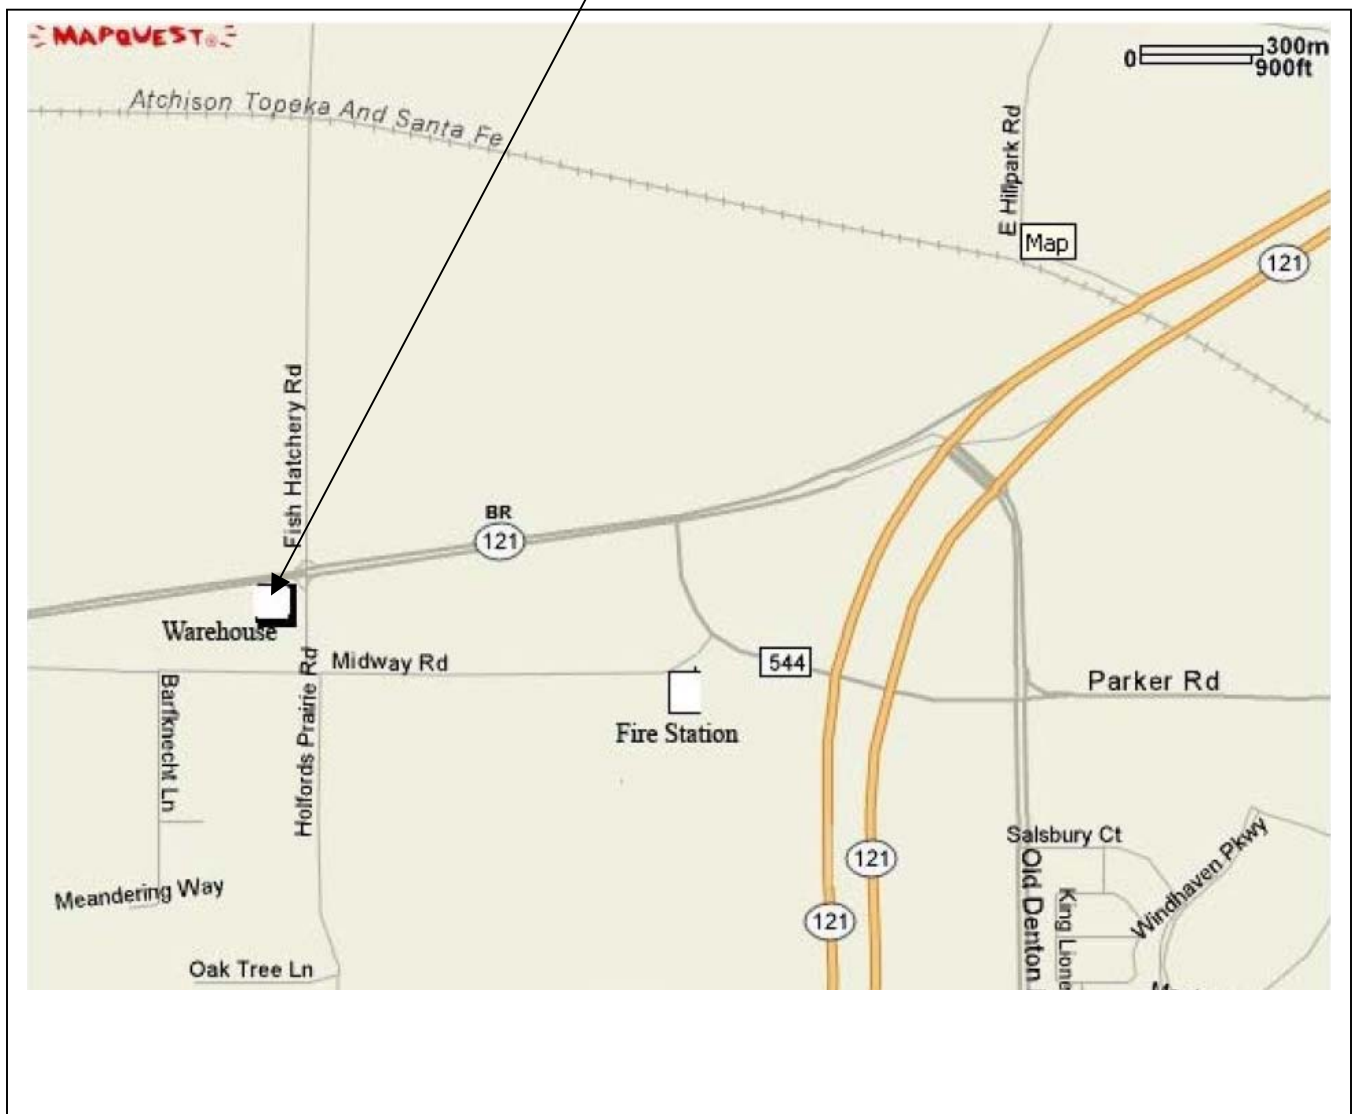 MAPQUEST
0
300m
900ft
Atchison Topeka And Santa Fe
E Hillpark Rd
Map
121
Fish Hatchery Rd
BR
121
Warehouse
Midway Rd
Holfords Prairie Rd
Barfknecht Ln
544
Parker Rd
Fire Station
Salsbury Ct
121
Windhaven Pkwy
Old Denton
King Lione
121
Meandering Way
Oak Tree Ln